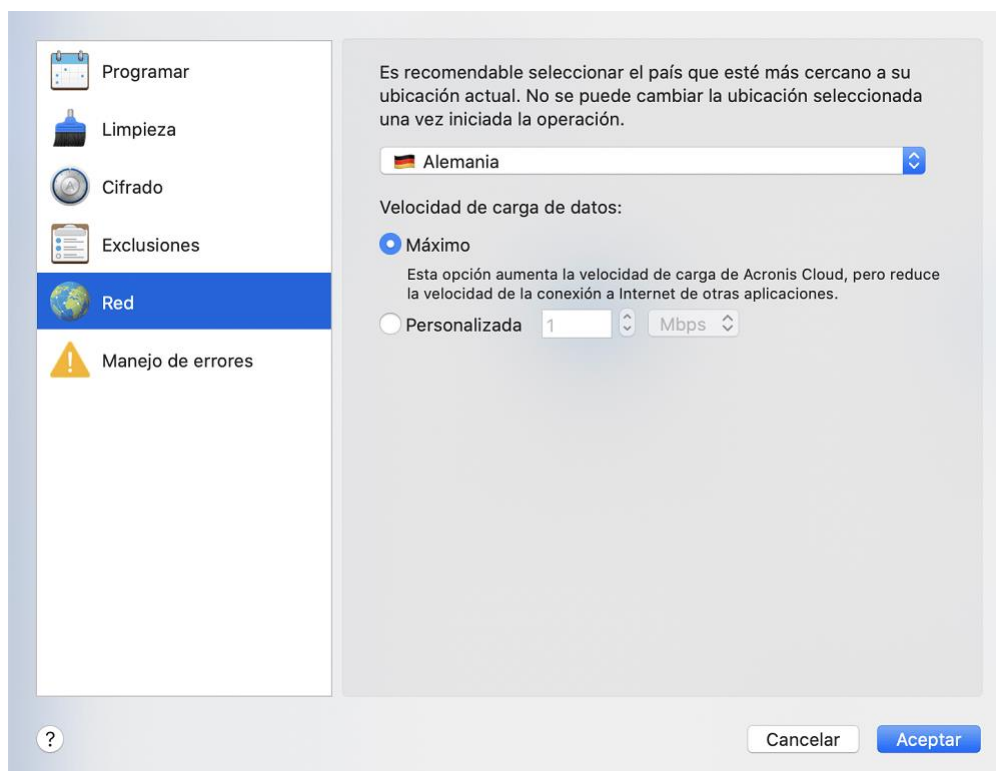 Programar
Limpieza
Cifrado
Exclusiones
Red
Manejo de errores
Es recomendable seleccionar el país que esté más cercano a su
ubicación actual. No se puede cambiar la ubicación seleccionada
una vez iniciada la operación.
Alemania
Velocidad de carga de datos:
Máximo
Esta opción aumenta la velocidad de carga de Acronis Cloud, pero reduce
la velocidad de la conexión a Internet de otras aplicaciones.
Personalizada 1 Mbps
? Cancelar Aceptar